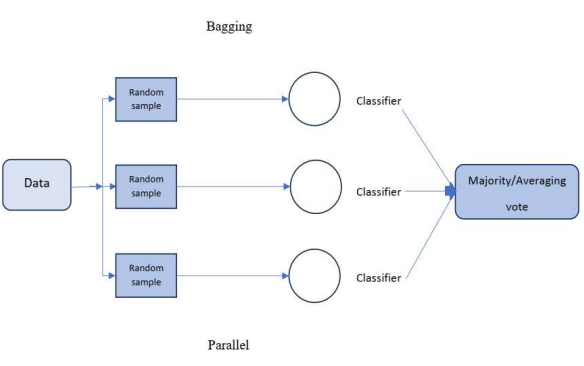 Bagging
Random
sample
Classifier
Data
Random
sample
Classifier
Majority/Averaging
vote
Random
sample
Classifier
Parallel